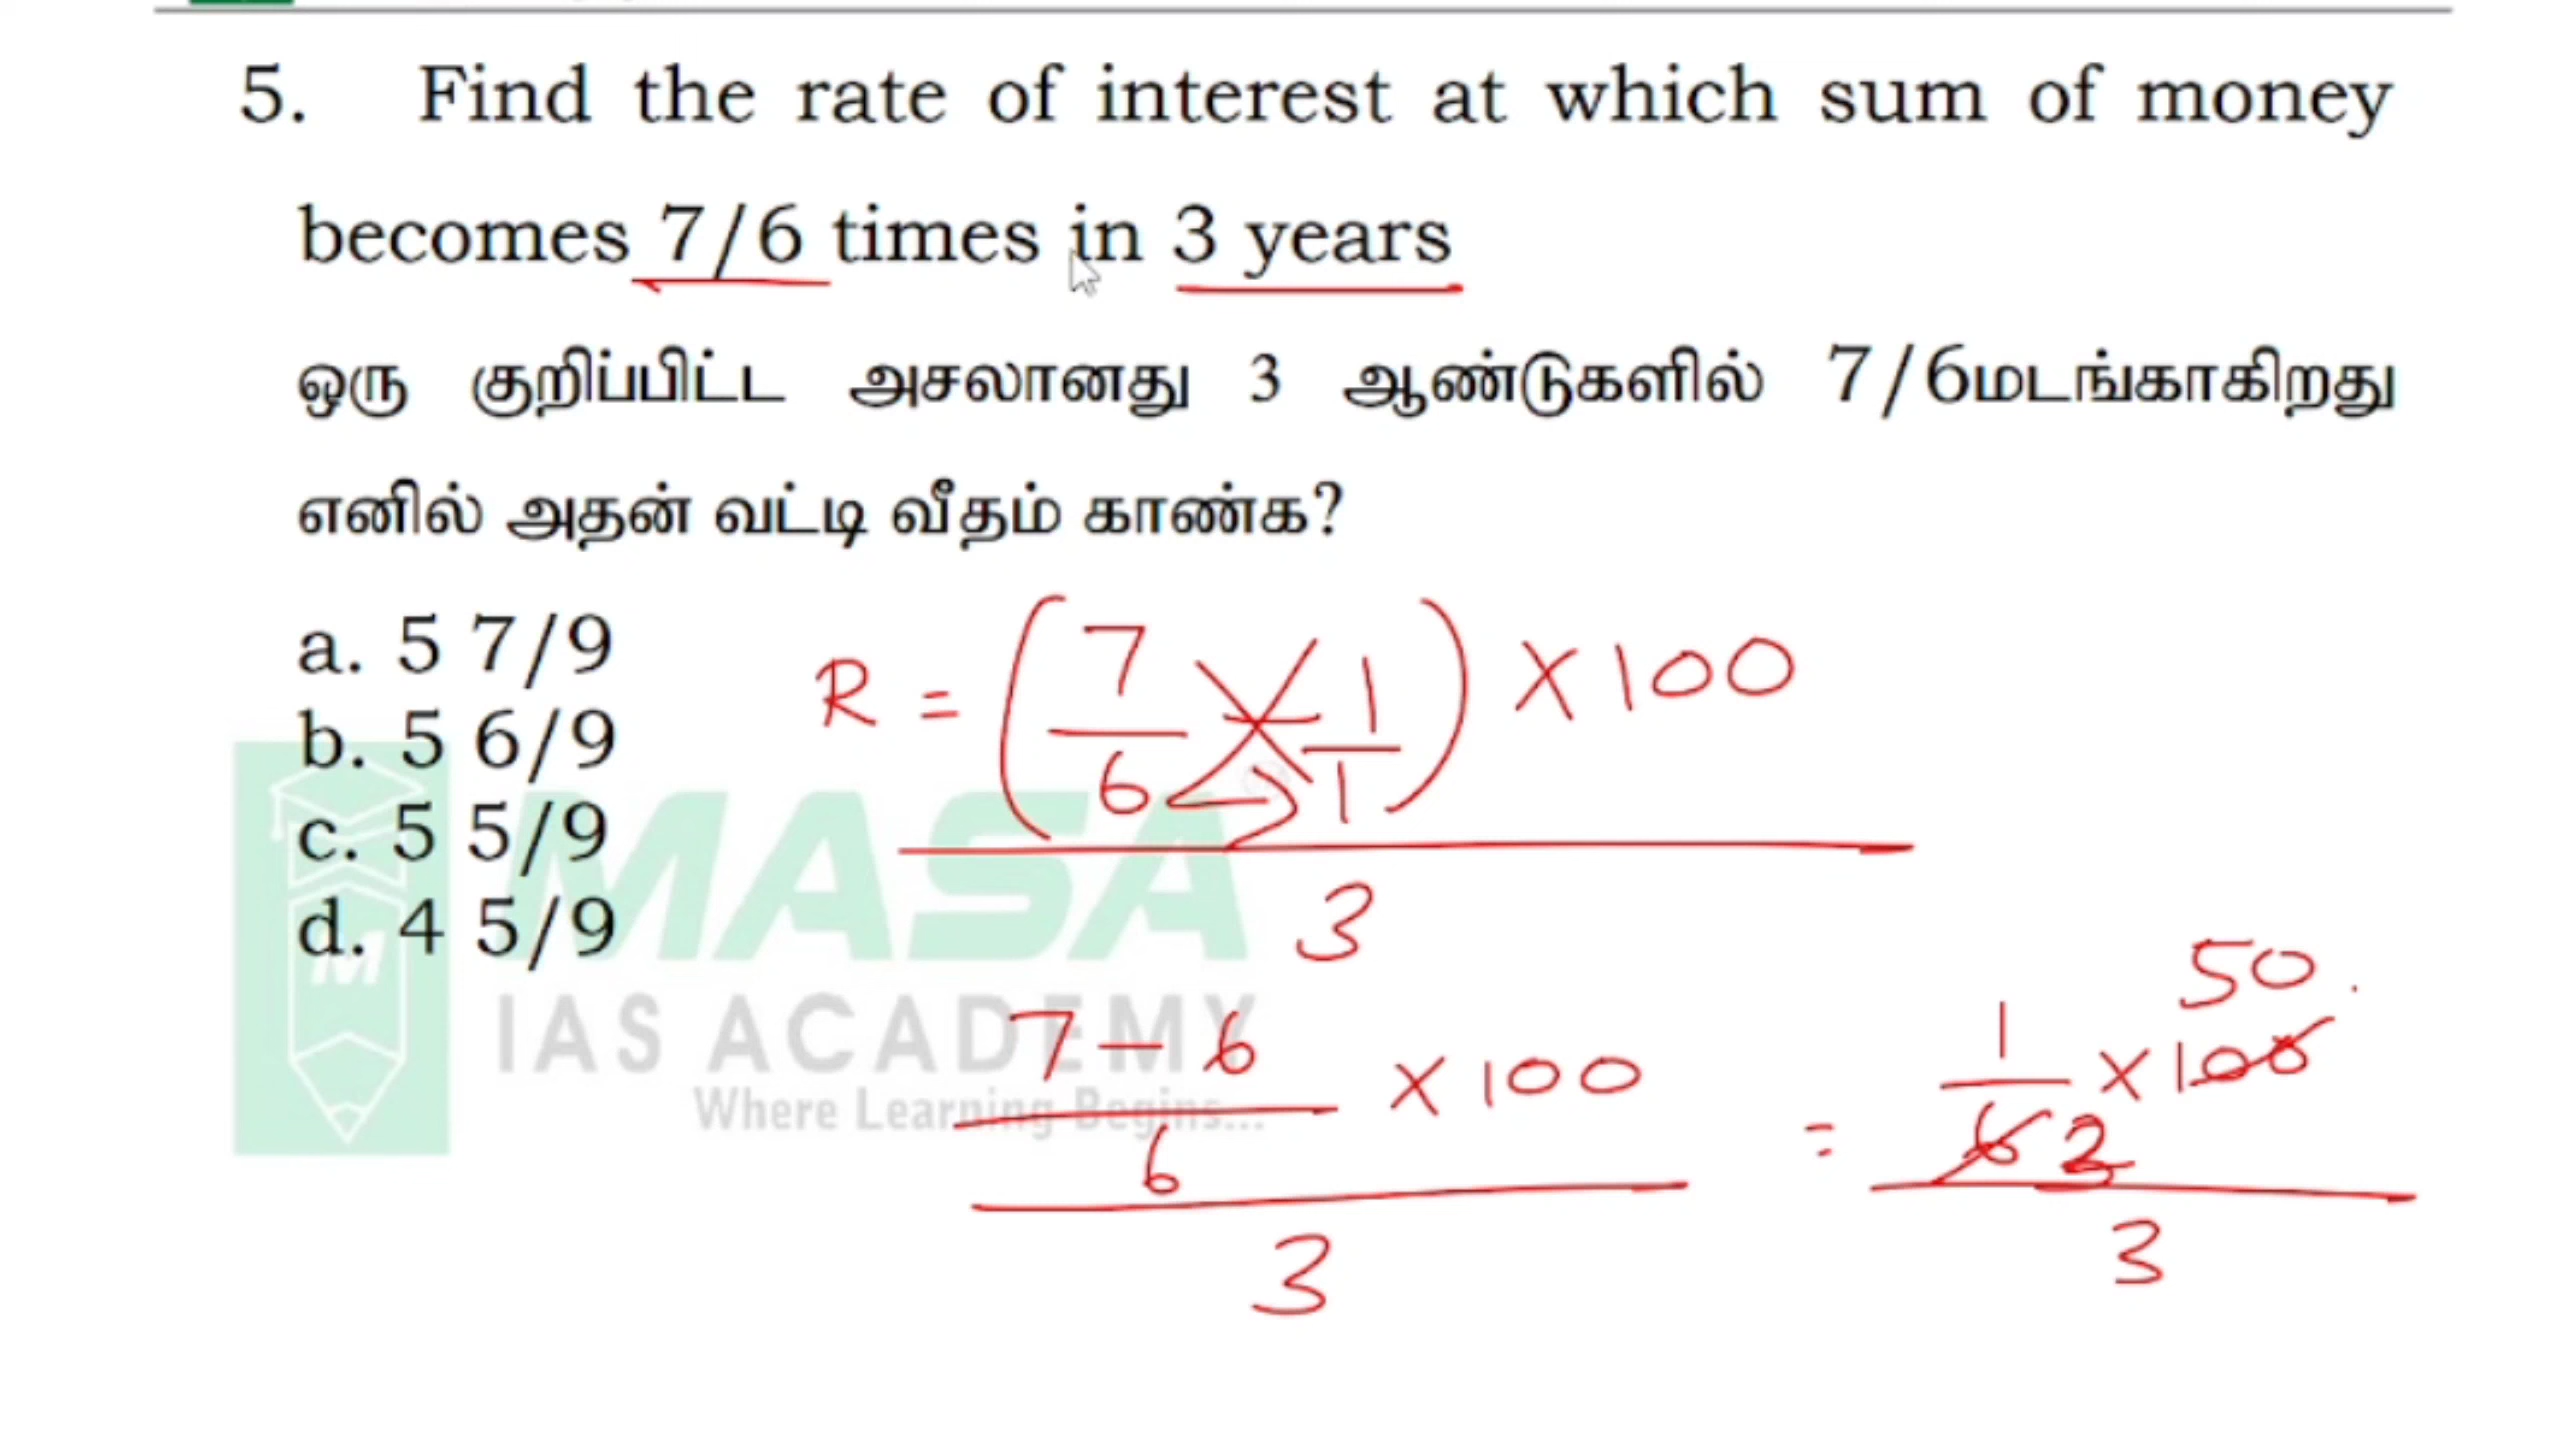 5. Find the rate of interest at which sum of money
becomes 7/6 times in 3 years
ஒரு குறிப்பிட்ட அசலானது 3 ஆண்டுகளில் 7/6மடங்காகிறது
எனில் அதன் வட்டி வீதம் காண்க?
a. 5 7/9
b. 5 6/9
c. 5 5/9
d. 4 5/9
R = (7/6 - 1/1) × 100
3
7 - 6
6
× 100
3
=
1
6 3
× 100
50
3
M
MASA
IAS ACADEMY
Where Learning Begins...